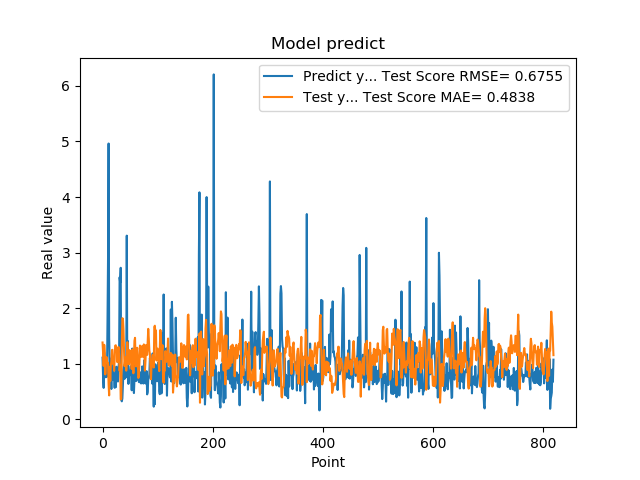 Model predict
Predict y... Test Score RMSE= 0.6755
Test y... Test Score MAE= 0.4838
6
5
4
3
2
1
0
Real value
0 200 400 600 800
Point